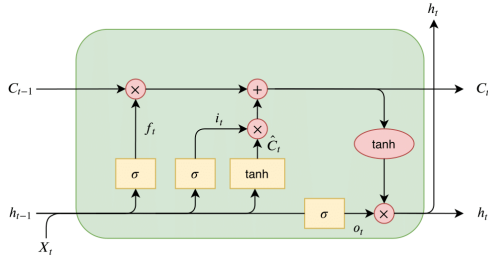 h_t
C_{t-1}
×
+
C_t
f_t
i_t
×
Ĉ_t
tanh
σ
σ
tanh
h_{t-1}
σ
o_t
×
h_t
X_t